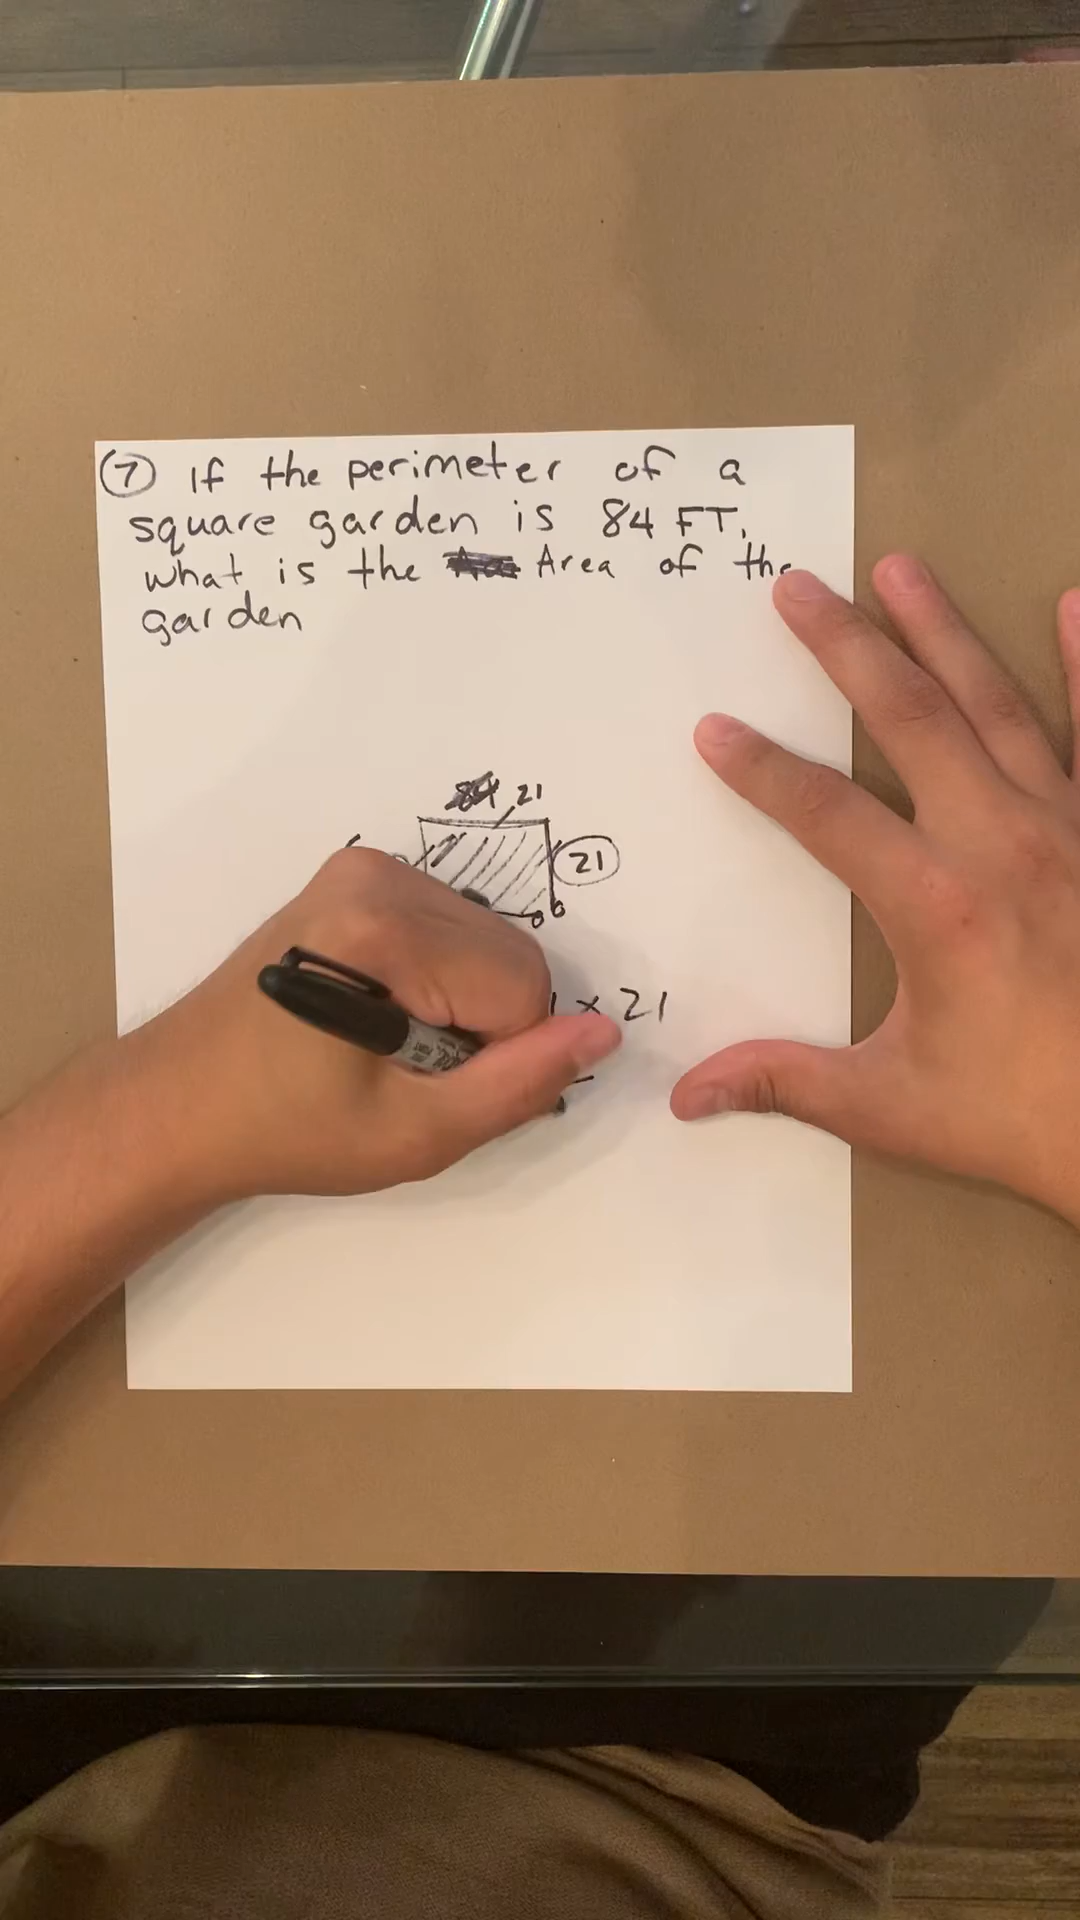 ⑦ If the perimeter of a
square garden is 84 FT,
what is the Area of the
garden
21
21
x 21